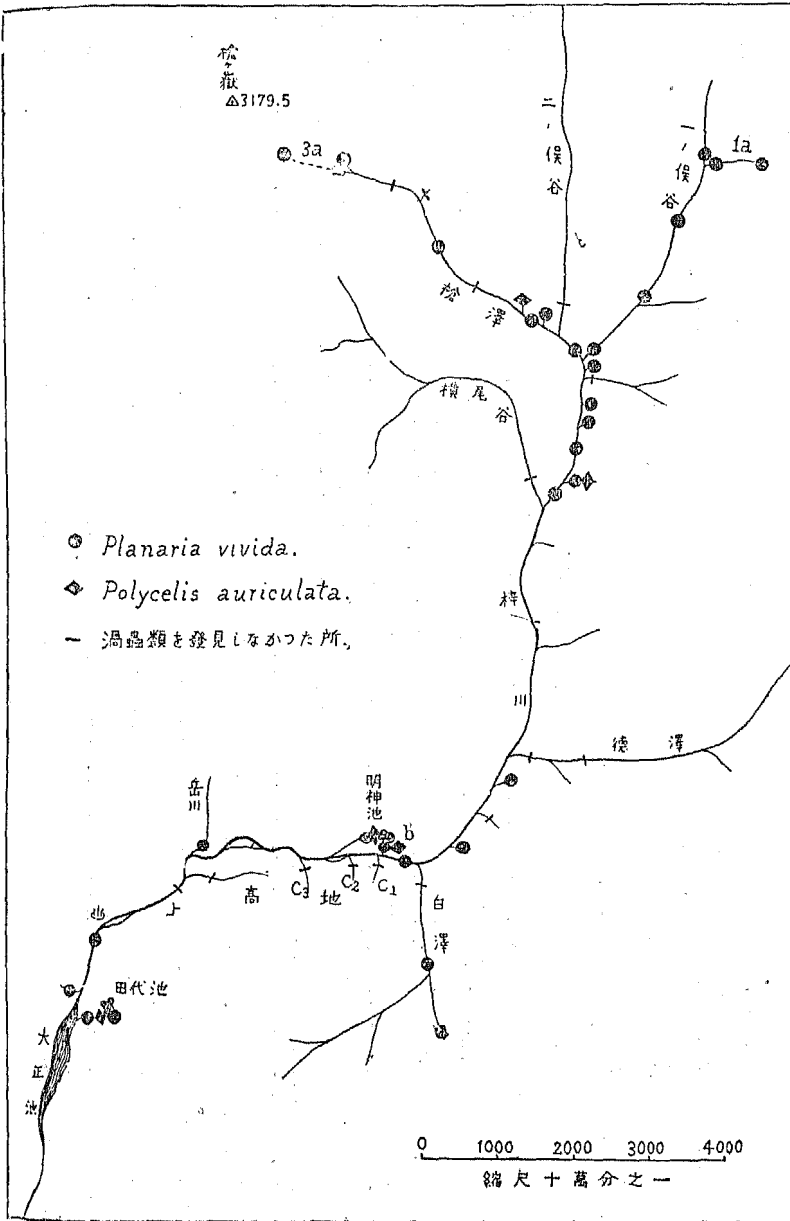 槍ヶ嶽
△3179.5
二ノ俣谷
一ノ俣谷
1a
3a
槍澤
横尾谷
Planaria vivida.
Polycelis auriculata.
渦蟲類を發見しなかつた所。
梓川
德澤
岳川
明神池
b
C3
C2
C1
上高地
白澤
田代池
大正池
0 1000 2000 3000 4000
縮尺十萬分之一